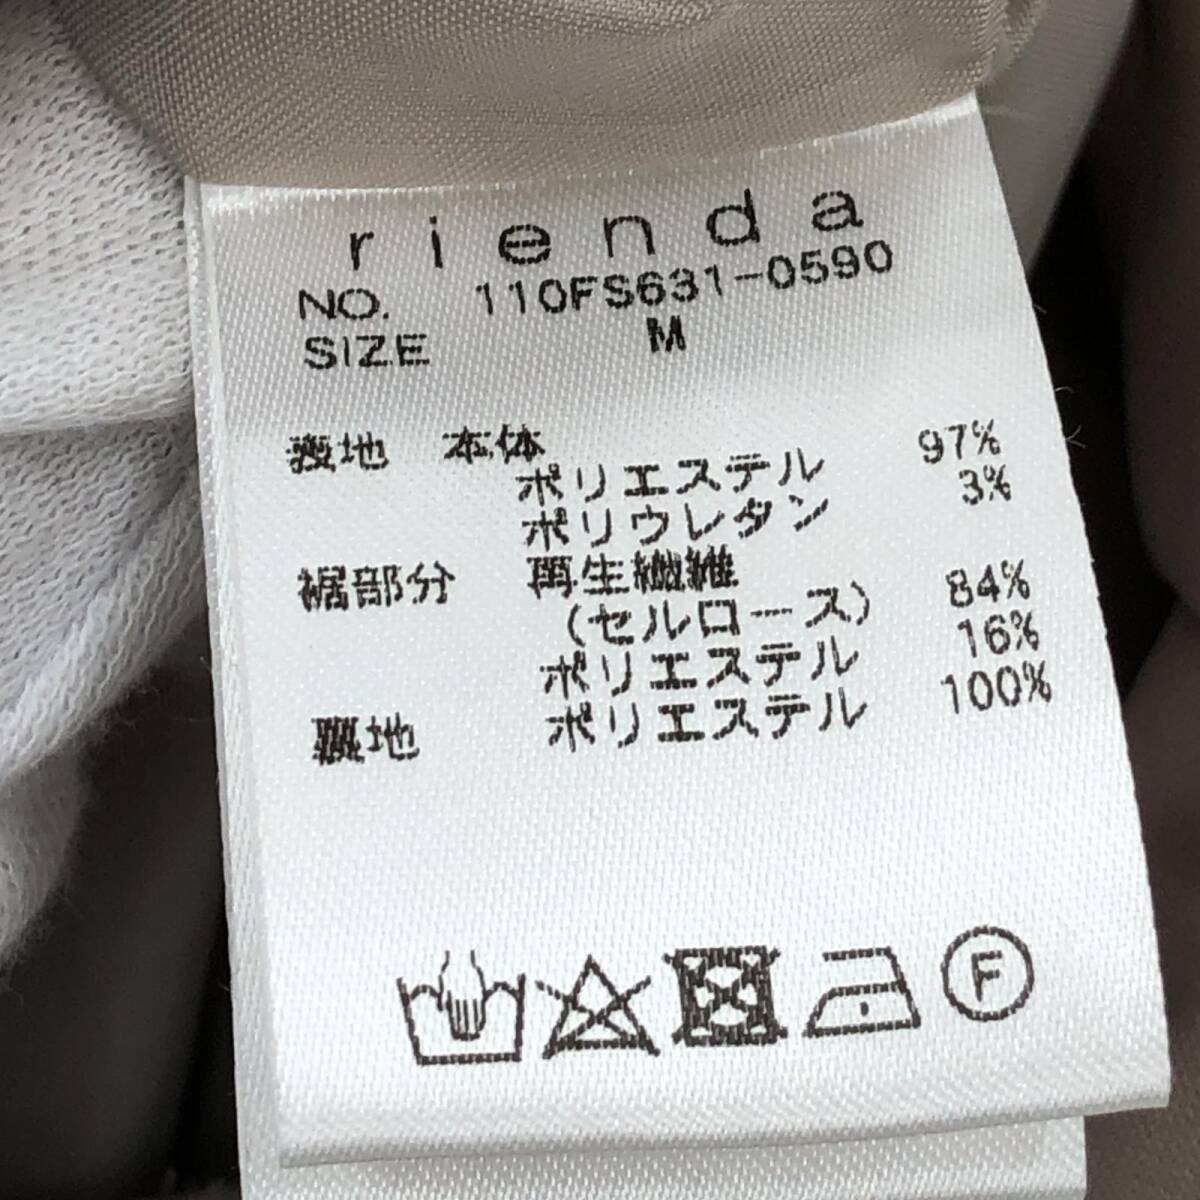 rienda
NO. 110FS631-0590
SIZE M
表地 本体
ポリエステル 97%
ポリウレタン 3%
裾部分 再生繊維
(セルロース) 84%
ポリエステル 16%
裏地 ポリエステル 100%
F